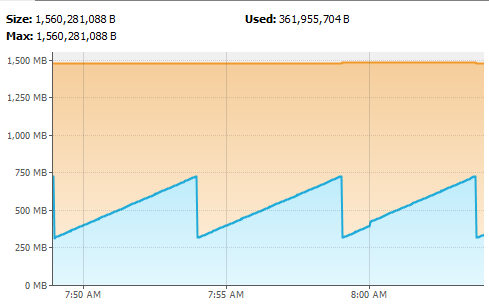 Size: 1,560,281,088 B Used: 361,955,704 B
Max: 1,560,281,088 B
1,500 MB
1,250 MB
1,000 MB
750 MB
500 MB
250 MB
0 MB
7:50 AM 7:55 AM 8:00 AM